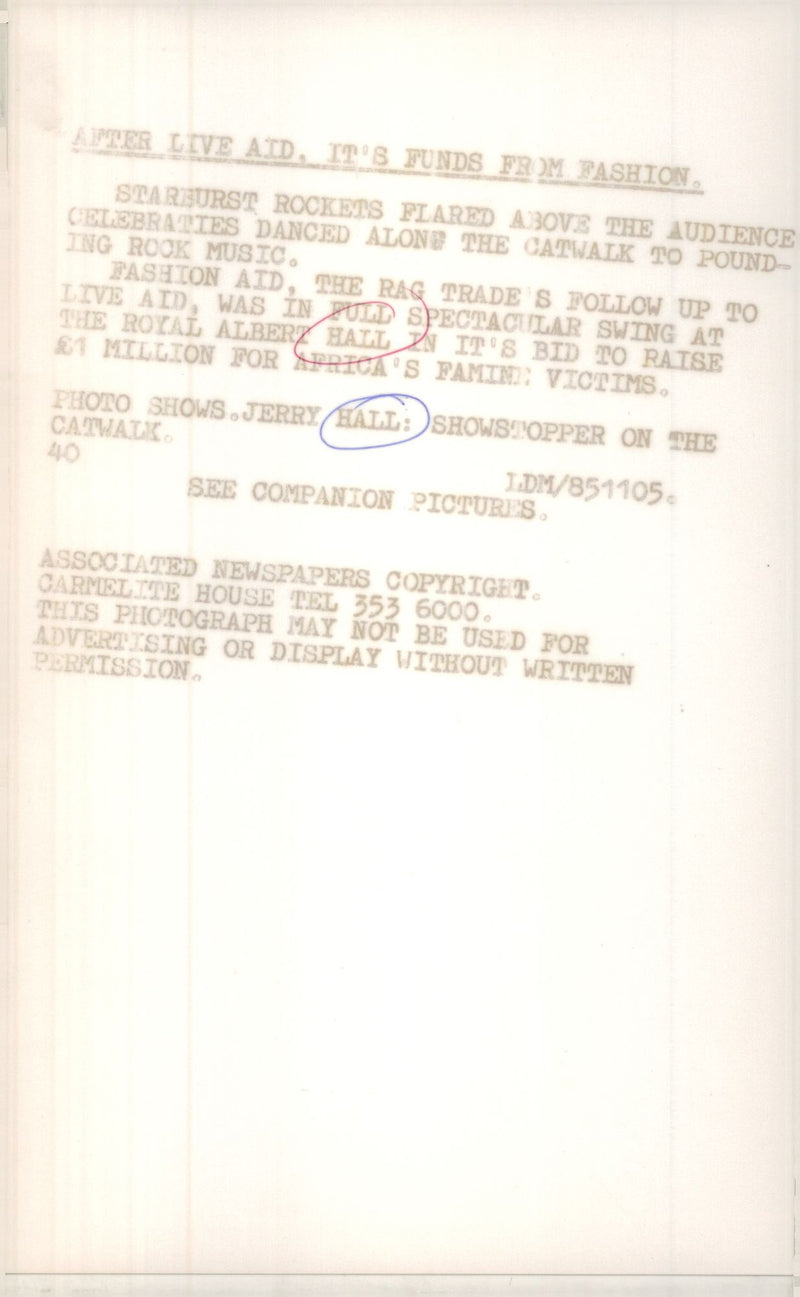 AFTER LIVE AID, IT'S FUNDS FROM FASHION.
STARBURST ROCKETS FLARED ABOVE THE AUDIENCE
CELEBRATIES DANCED ALONG THE CATWALK TO POUND-
ING ROCK MUSIC.
FASHION AID, THE RAG TRADE'S FOLLOW UP TO
LIVE AID, WAS IN FULL SPECTACULAR SWING AT
THE ROYAL ALBERT HALL IN IT'S BID TO RAISE
£1 MILLION FOR AFRICA'S FAMINE VICTIMS.
PHOTO SHOWS.JERRY HALL: SHOWSTOPPER ON THE
CATWALK.
40
LDM/851105.
SEE COMPANION PICTURES.
ASSOCIATED NEWSPAPERS COPYRIGHT.
CARMELITE HOUSE TEL 353 6000.
THIS PHOTOGRAPH MAY NOT BE USED FOR
ADVERTISING OR DISPLAY WITHOUT WRITTEN
PERMISSION.